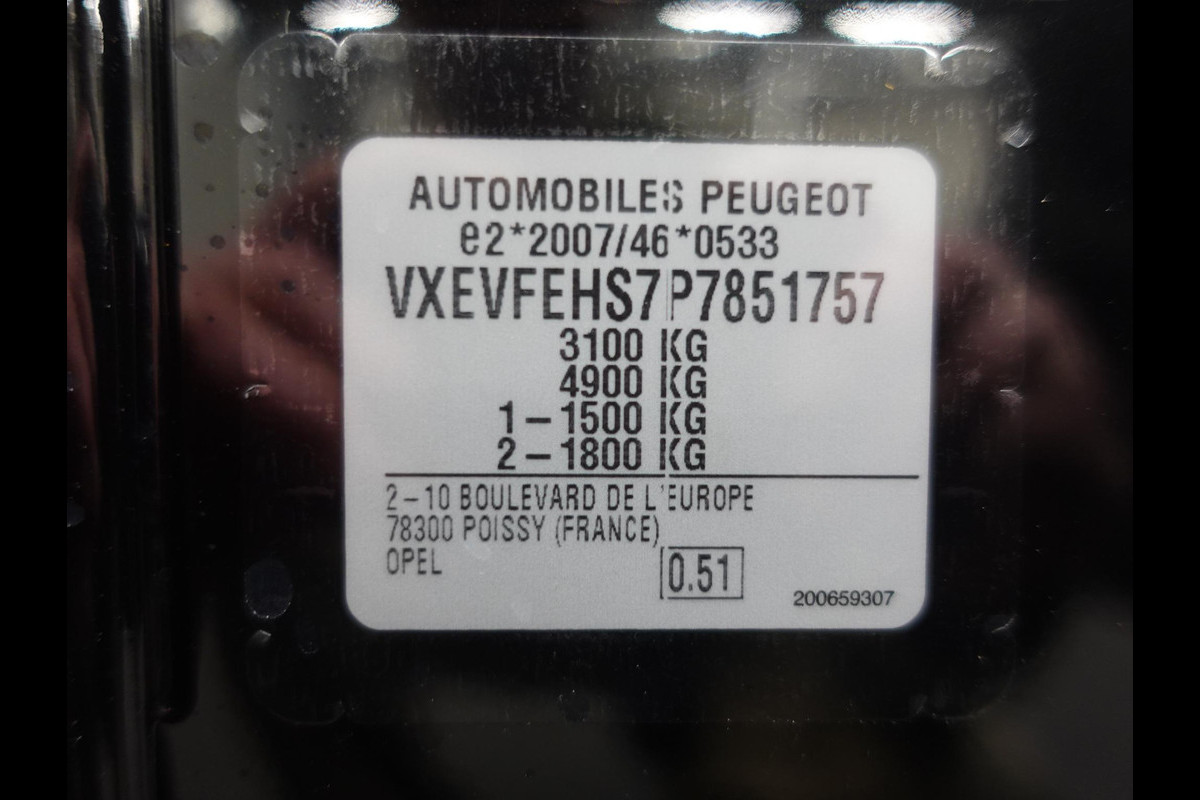 AUTOMOBILES PEUGEOT
e2*2007/46*0533
VXEVFEHS7P7851757
3100 KG
4900 KG
1-1500 KG
2-1800 KG
2-10 BOULEVARD DE L'EUROPE
78300 POISSY (FRANCE)
OPEL
0.51
200659307